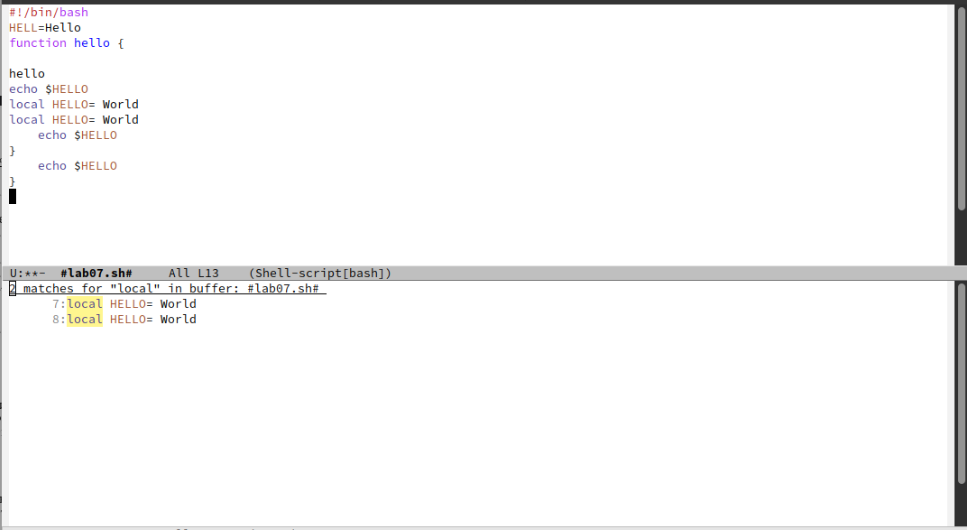 #!/bin/bash
HELL=Hello
function hello {
hello
echo $HELLO
local HELLO= World
local HELLO= World
    echo $HELLO
}
    echo $HELLO
}
U:**-  #lab07.sh#     All L13    (Shell-script[bash])
2 matches for "local" in buffer: #lab07.sh#
      7:local HELLO= World
      8:local HELLO= World